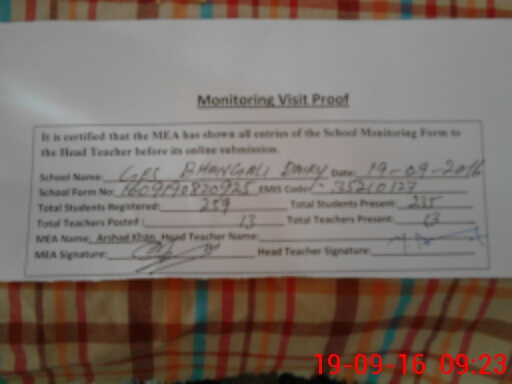 Monitoring Visit Proof
It is certified that the MEA has shown all entries of the School Monitoring Form to
the Head Teacher before its online submission.
School Name: GPS BHANGALI DAIRY Date: 19-09-2016
School Form No: EMIS Code: 35210127
Total Students Registered: 259 Total Students Present: 235
Total Teachers Posted : 13 Total Teachers Present: 13
MEA Name: Arshad Khan Head Teacher Name:
MEA Signature: Head Teacher Signature:
19-09-16 09:23